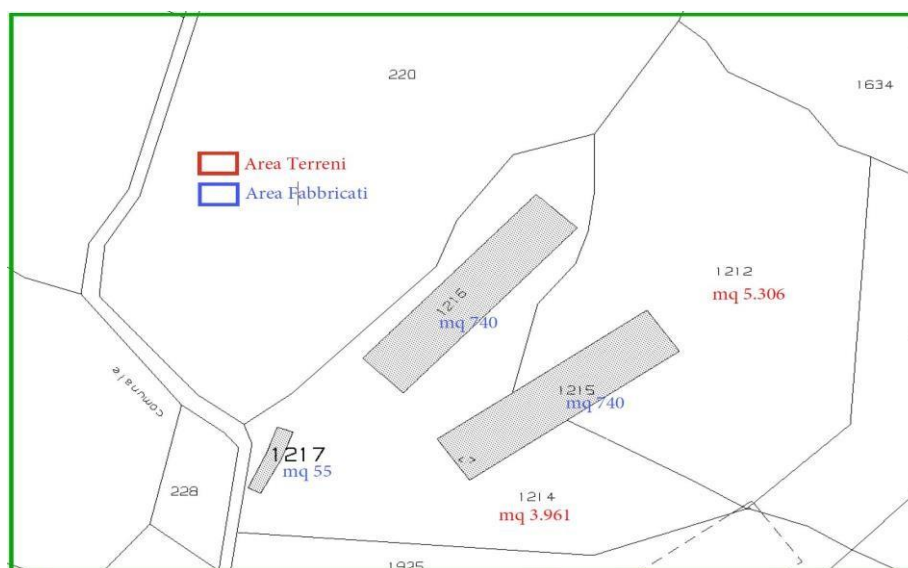 220
1634
Area Terreni
Area Fabbricati
1212
mq 5.306
1216
mq 740
1215
mq 740
comunale
1217
mq 55
228
1214
mq 3.961
1925